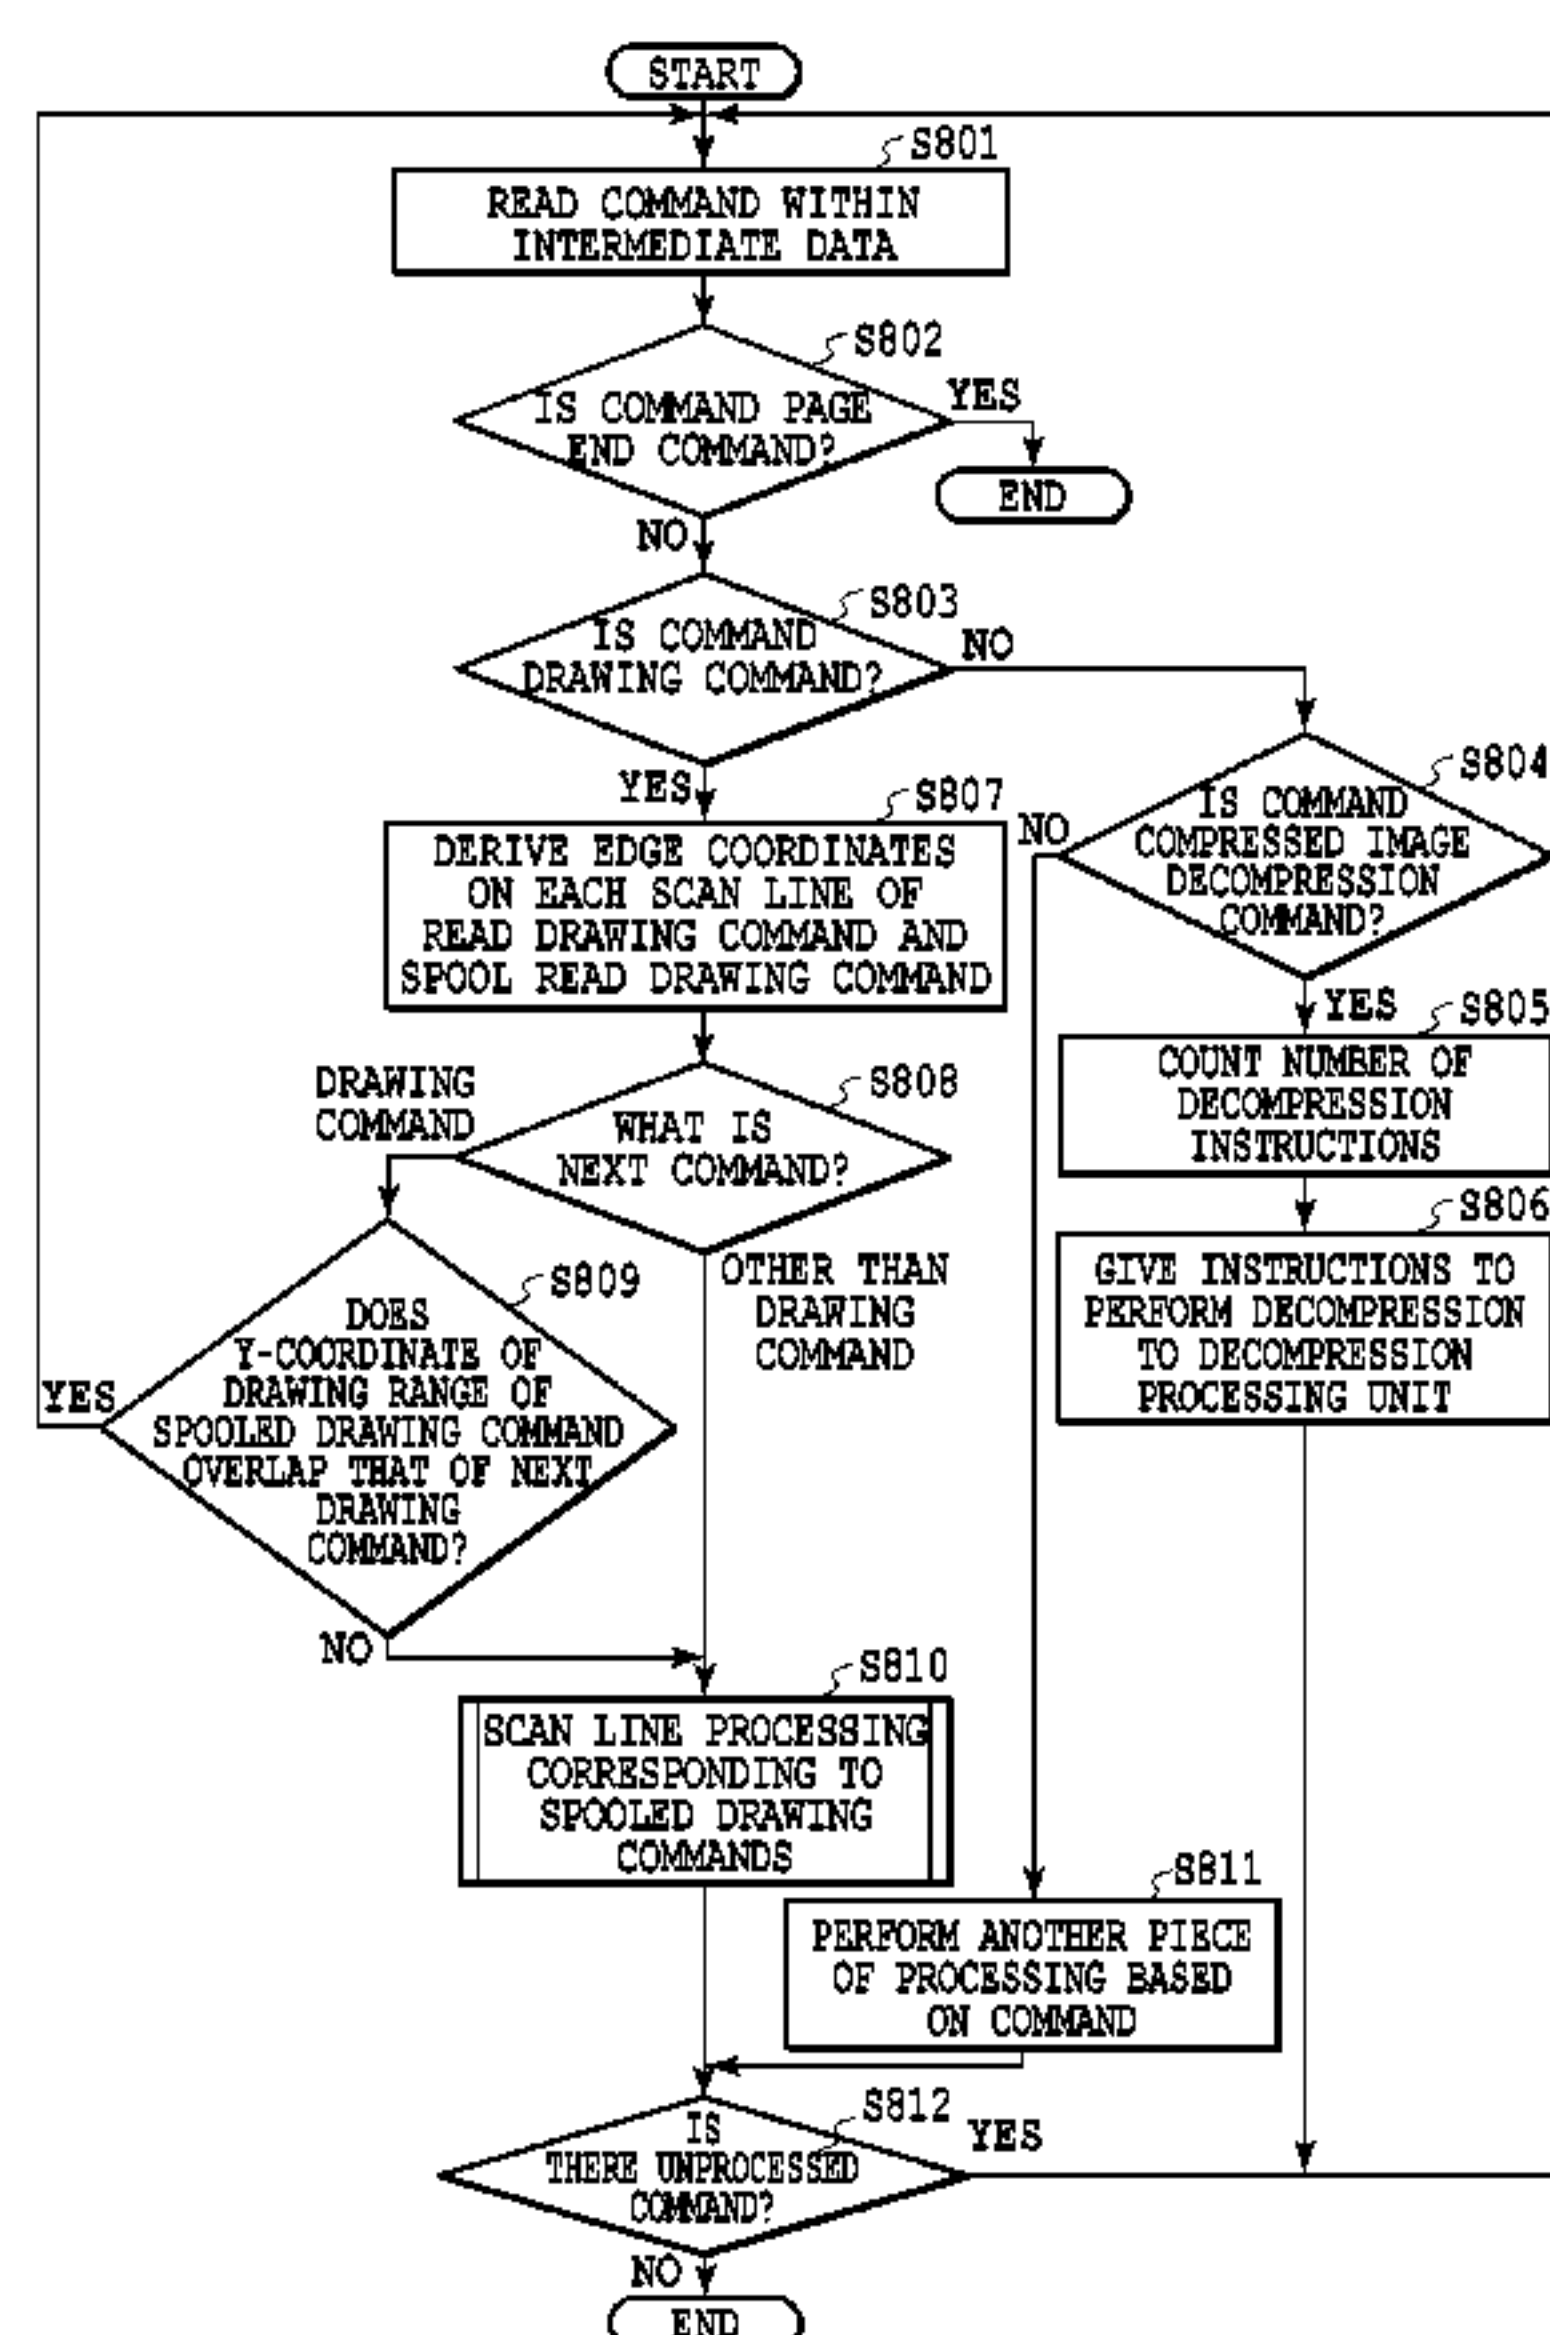 START
S801
READ COMMAND WITHIN
INTERMEDIATE DATA
S802
IS COMMAND PAGE
END COMMAND?
YES
END
NO
S803
IS COMMAND
DRAWING COMMAND?
NO
S804
IS COMMAND
COMPRESSED IMAGE
DECOMPRESSION
COMMAND?
NO
YES
YES
S807
DERIVE EDGE COORDINATES
ON EACH SCAN LINE OF
READ DRAWING COMMAND AND
SPOOL READ DRAWING COMMAND
S805
COUNT NUMBER OF
DECOMPRESSION
INSTRUCTIONS
S806
GIVE INSTRUCTIONS TO
PERFORM DECOMPRESSION
TO DECOMPRESSION
PROCESSING UNIT
S808
WHAT IS
NEXT COMMAND?
DRAWING
COMMAND
OTHER THAN
DRAWING
COMMAND
S809
DOES
Y-COORDINATE OF
DRAWING RANGE OF
SPOOLED DRAWING COMMAND
OVERLAP THAT OF NEXT
DRAWING
COMMAND?
YES
NO
S810
SCAN LINE PROCESSING
CORRESPONDING TO
SPOOLED DRAWING
COMMANDS
S811
PERFORM ANOTHER PIECE
OF PROCESSING BASED
ON COMMAND
S812
IS
THERE UNPROCESSED
COMMAND?
YES
NO
END